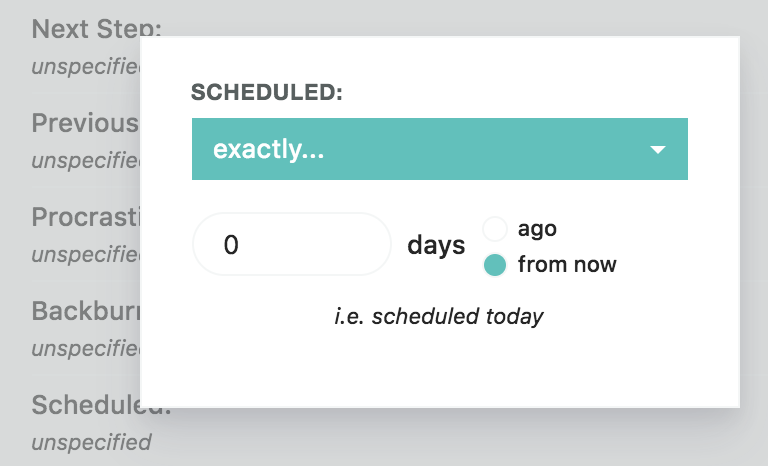 Next Step:
unspecified
Previous
unspecified
Procrasti
unspecified
Backburn
unspecified
Scheduled:
unspecified
SCHEDULED:
exactly...
0 days
ago
from now
i.e. scheduled today